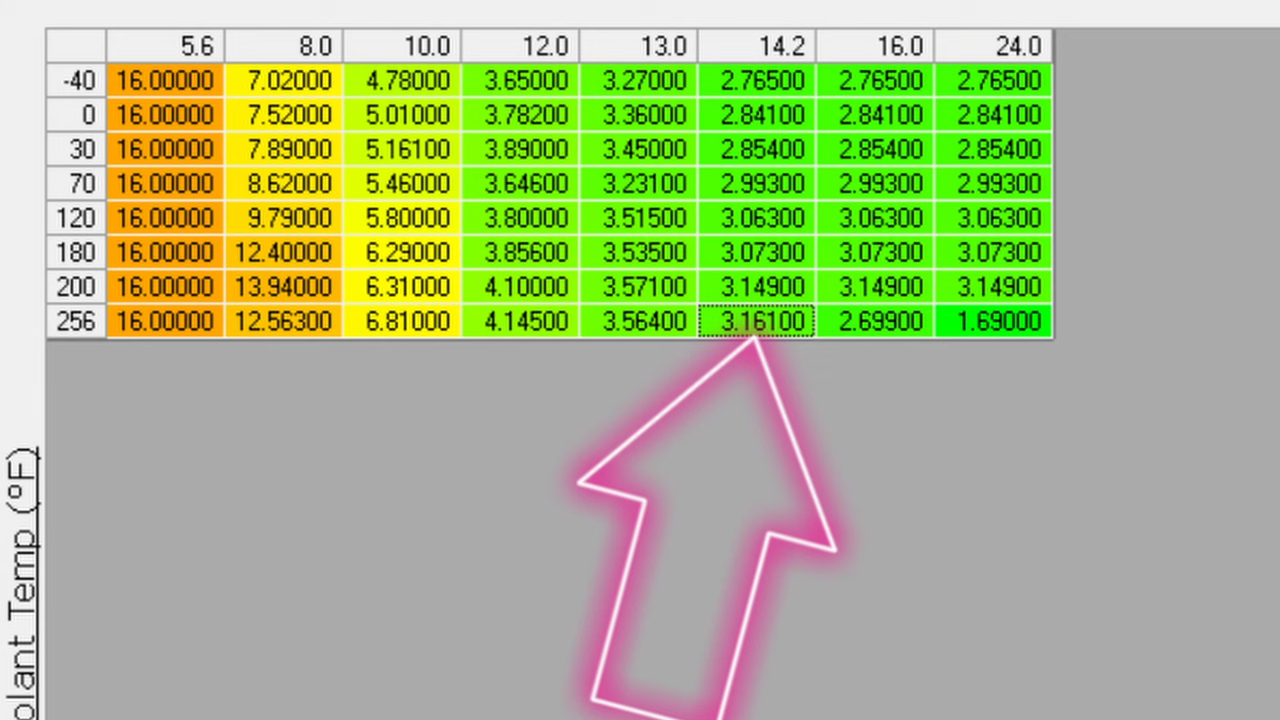 5.6 8.0 10.0 12.0 13.0 14.2 16.0 24.0
-40 16.00000 7.02000 4.78000 3.65000 3.27000 2.76500 2.76500 2.76500
0 16.00000 7.52000 5.01000 3.78200 3.36000 2.84100 2.84100 2.84100
30 16.00000 7.89000 5.16100 3.89000 3.45000 2.85400 2.85400 2.85400
70 16.00000 8.62000 5.46000 3.64600 3.23100 2.99300 2.99300 2.99300
120 16.00000 9.79000 5.80000 3.80000 3.51500 3.06300 3.06300 3.06300
180 16.00000 12.40000 6.29000 3.85600 3.53500 3.07300 3.07300 3.07300
200 16.00000 13.94000 6.31000 4.10000 3.57100 3.14900 3.14900 3.14900
256 16.00000 12.56300 6.81000 4.14500 3.56400 3.16100 2.69900 1.69000
olant Temp (°F)